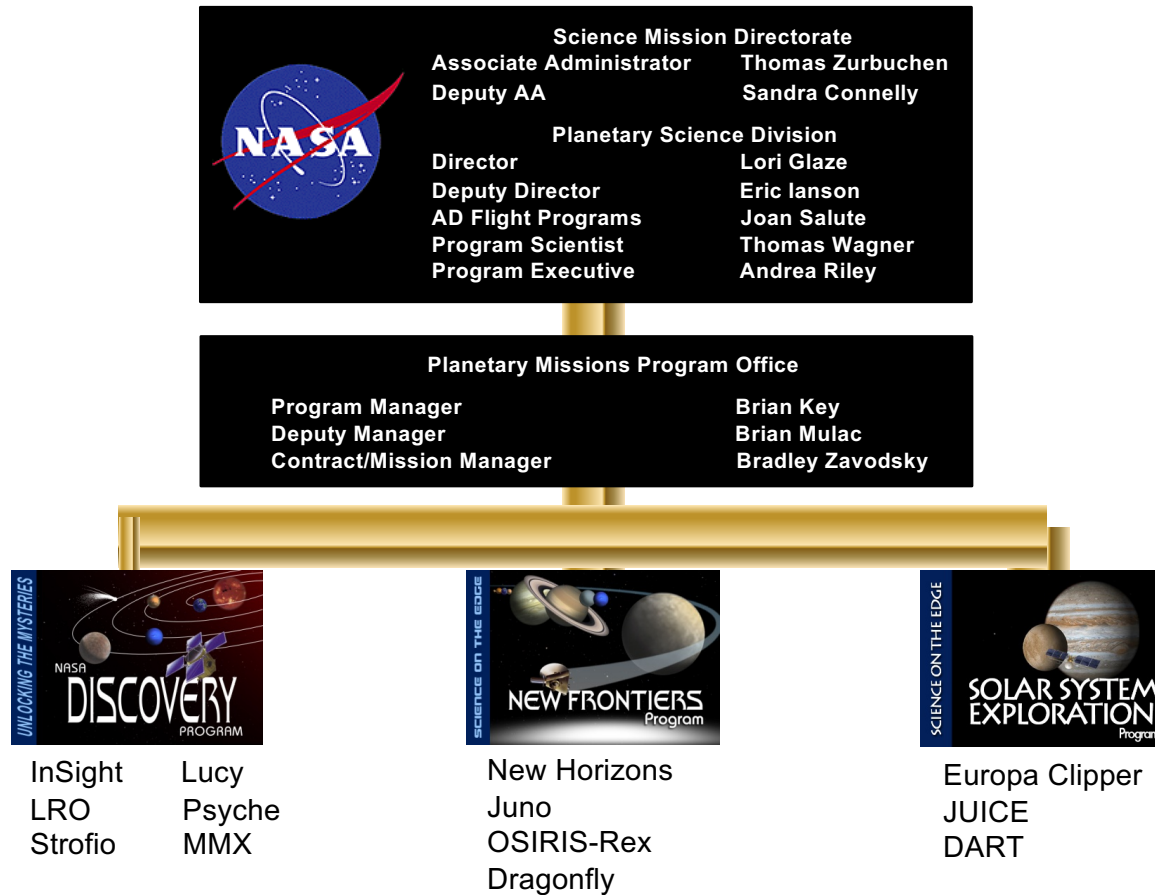 NASA
Science Mission Directorate
Associate Administrator Thomas Zurbuchen
Deputy AA Sandra Connelly
Planetary Science Division
Director Lori Glaze
Deputy Director Eric Ianson
AD Flight Programs Joan Salute
Program Scientist Thomas Wagner
Program Executive Andrea Riley
Planetary Missions Program Office
Program Manager Brian Key
Deputy Manager Brian Mulac
Contract/Mission Manager Bradley Zavodsky
UNLOCKING THE MYSTERIES
NASA
DISCOVERY
PROGRAM
InSight Lucy
LRO Psyche
Strofio MMX
SCIENCE ON THE EDGE
NEW FRONTIERS
Program
New Horizons
Juno
OSIRIS-Rex
Dragonfly
SCIENCE ON THE EDGE
SOLAR SYSTEM
EXPLORATION
Program
Europa Clipper
JUICE
DART